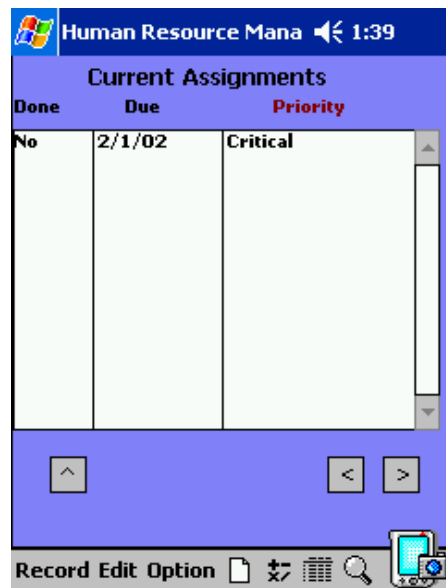 Human Resource Mana 1:39
Current Assignments
Done Due Priority
No 2/1/02 Critical
^ < >
Record Edit Option